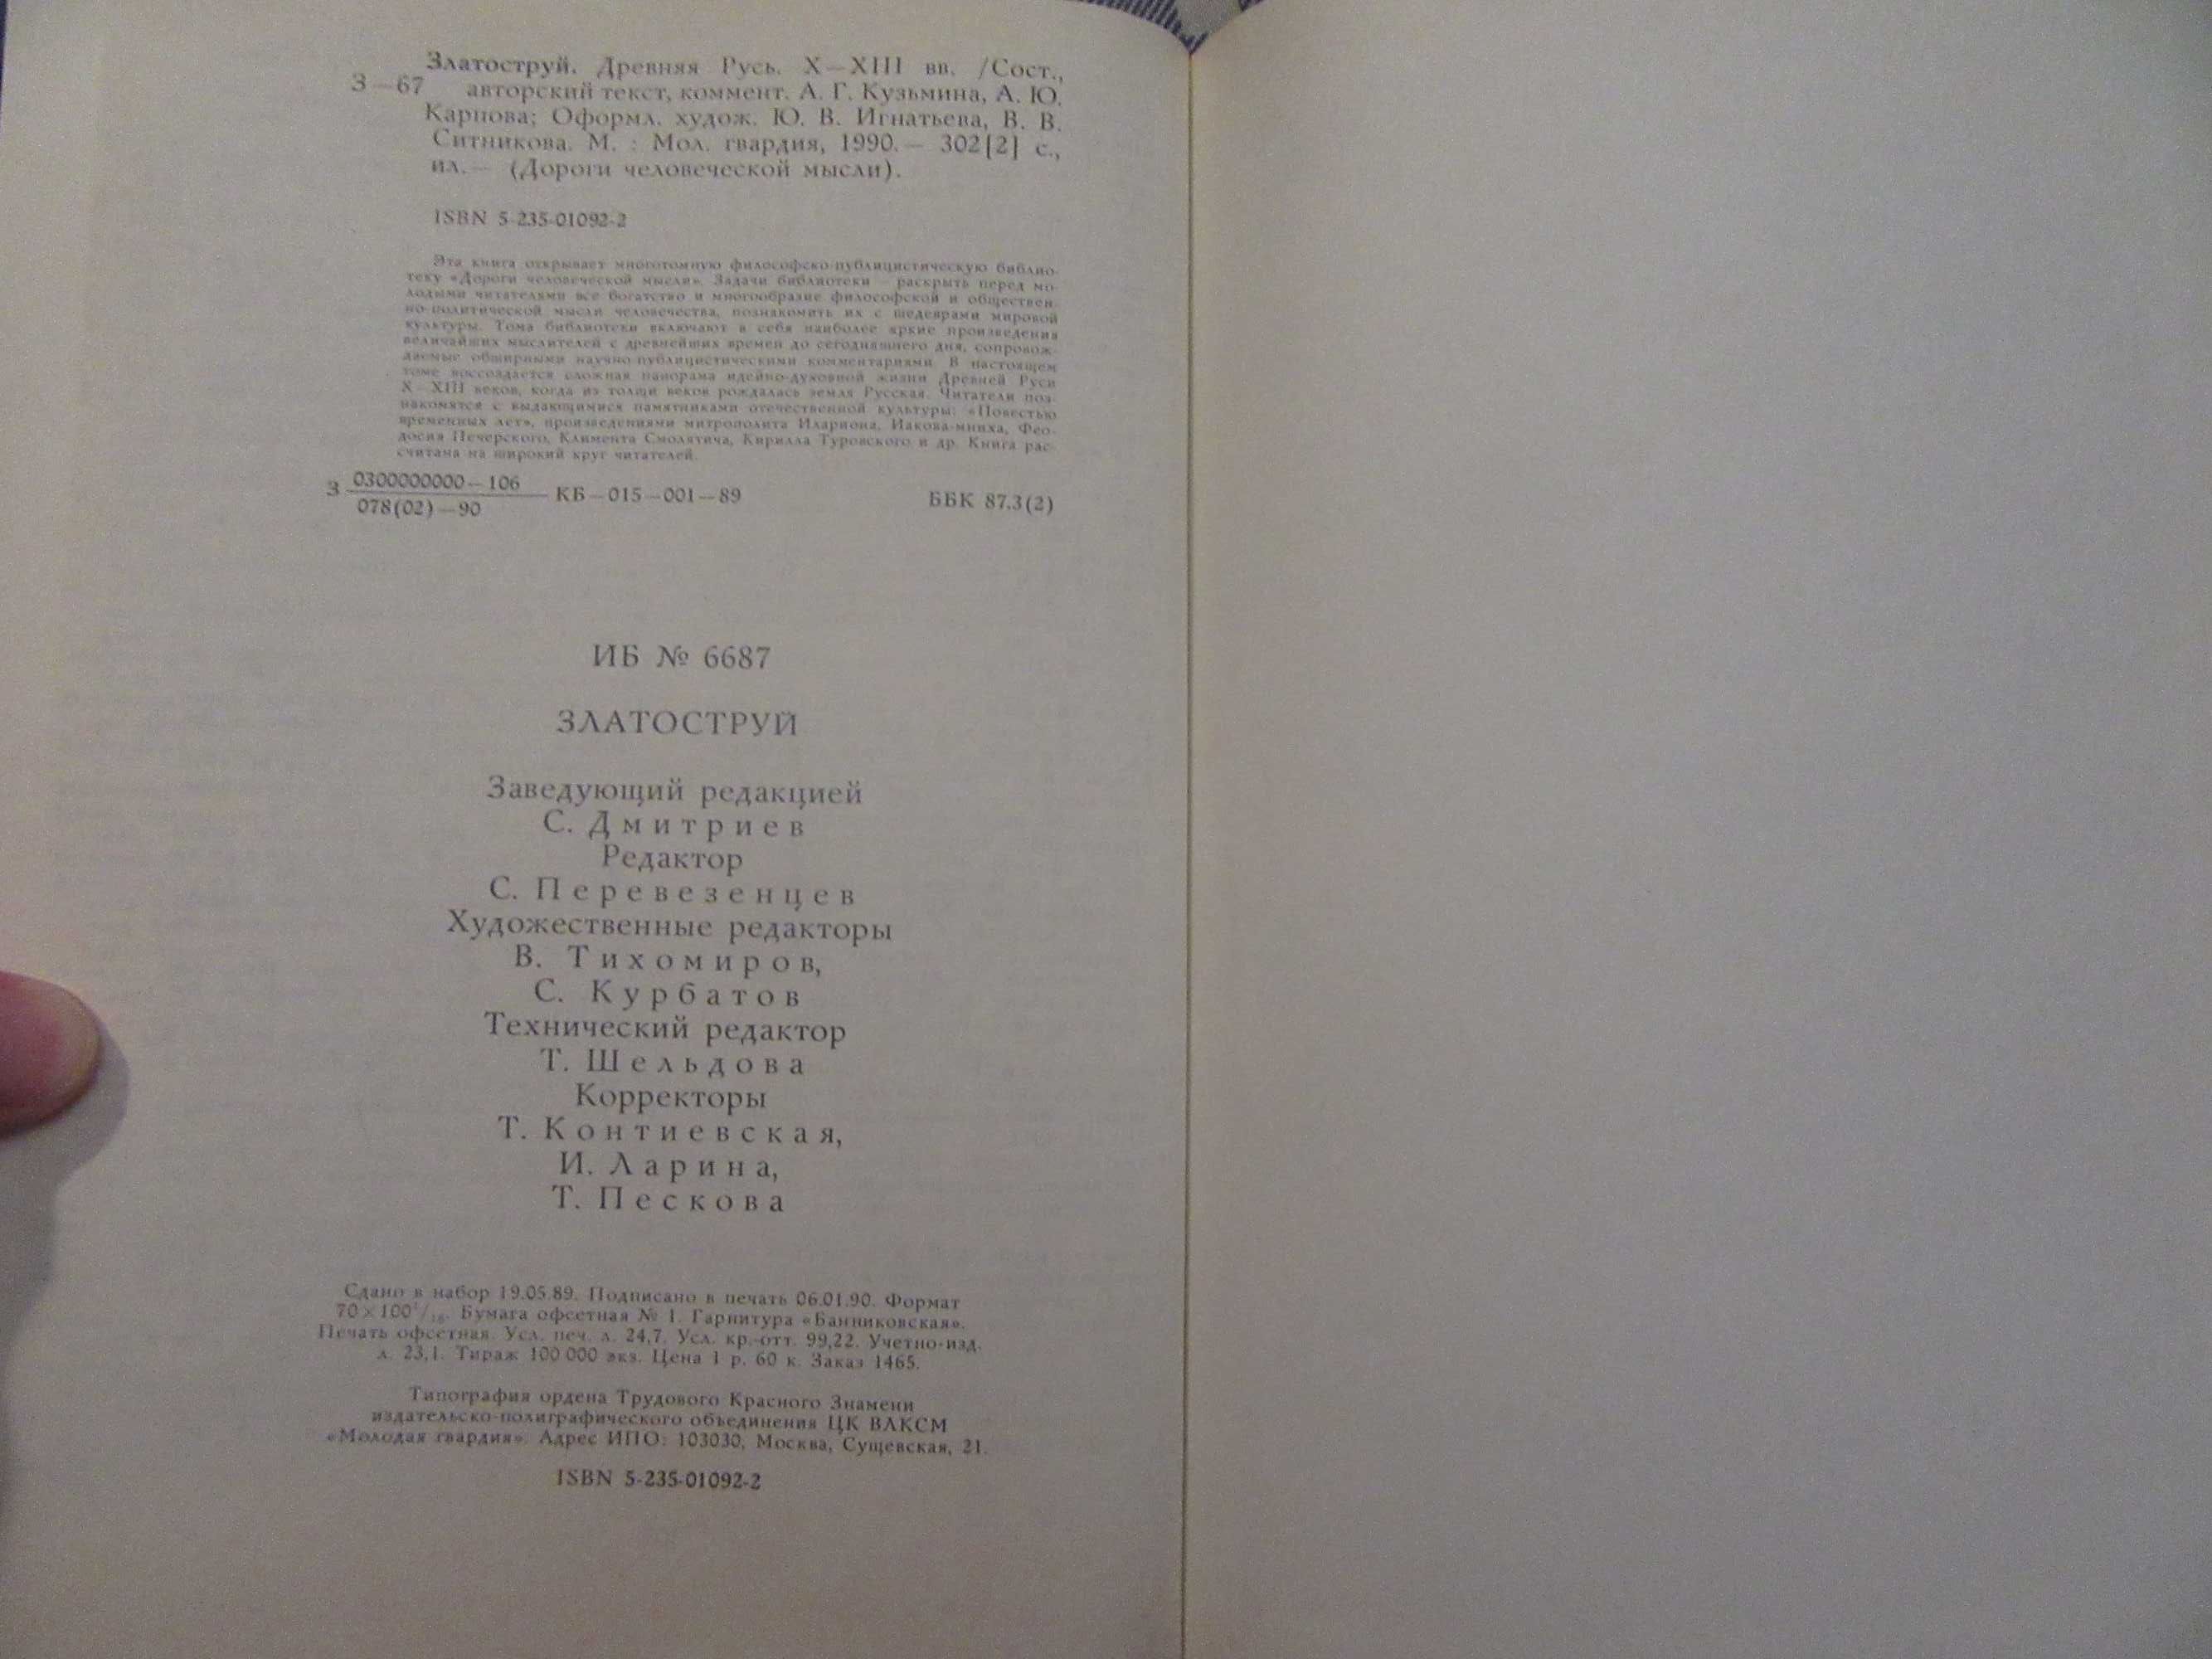 Златоструй. Древняя Русь. X—XIII вв. /Сост.,
З—67 авторский текст, коммент. А. Г. Кузьмина, А. Ю.
Карпова; Оформл. худож. Ю. В. Игнатьева, В. В.
Ситникова. М. : Мол. гвардия, 1990.— 302[2] с.,
ил.— (Дороги человеческой мысли).
ISBN 5-235-01092-2
Эта книга открывает многотомную философско-публицистическую библио-
теку «Дороги человеческой мысли». Задачи библиотеки — раскрыть перед мо-
лодыми читателями все богатство и многообразие философской и обществен-
но-политической мысли человечества, познакомить их с шедеврами мировой
культуры. Тома библиотеки включают в себя наиболее яркие произведения
величайших мыслителей с древнейших времен до сегодняшнего дня, сопровож-
даемые обширными научно-публицистическими комментариями. В настоящем
томе воссоздается сложная панорама идейно-духовной жизни Древней Руси
X—XIII веков, когда из толщи веков рождалась земля Русская. Читатели поз-
накомятся с выдающимися памятниками отечественной культуры: «Повестью
временных лет», произведениями митрополита Илариона, Иакова-мниха, Фео-
досия Печерского, Климента Смолятича, Кирилла Туровского и др. Книга рас-
считана на широкий круг читателей.
З 0300000000—106
078(02)—90 КБ—015—001—89 ББК 87.3(2)
ИБ № 6687
ЗЛАТОСТРУЙ
Заведующий редакцией
С. Дмитриев
Редактор
С. Перевезенцев
Художественные редакторы
В. Тихомиров,
С. Курбатов
Технический редактор
Т. Шельдова
Корректоры
Т. Контиевская,
И. Ларина,
Т. Пескова
Сдано в набор 19.05.89. Подписано в печать 06.01.90. Формат
70×100¹/₁₆. Бумага офсетная № 1. Гарнитура «Банниковская».
Печать офсетная. Усл. печ. л. 24,7. Усл. кр.-отт. 99,22. Учетно-изд.
л. 23,1. Тираж 100 000 экз. Цена 1 р. 60 к. Заказ 1465.
Типография ордена Трудового Красного Знамени
издательско-полиграфического объединения ЦК ВЛКСМ
«Молодая гвардия». Адрес ИПО: 103030, Москва, Сущевская, 21.
ISBN 5-235-01092-2